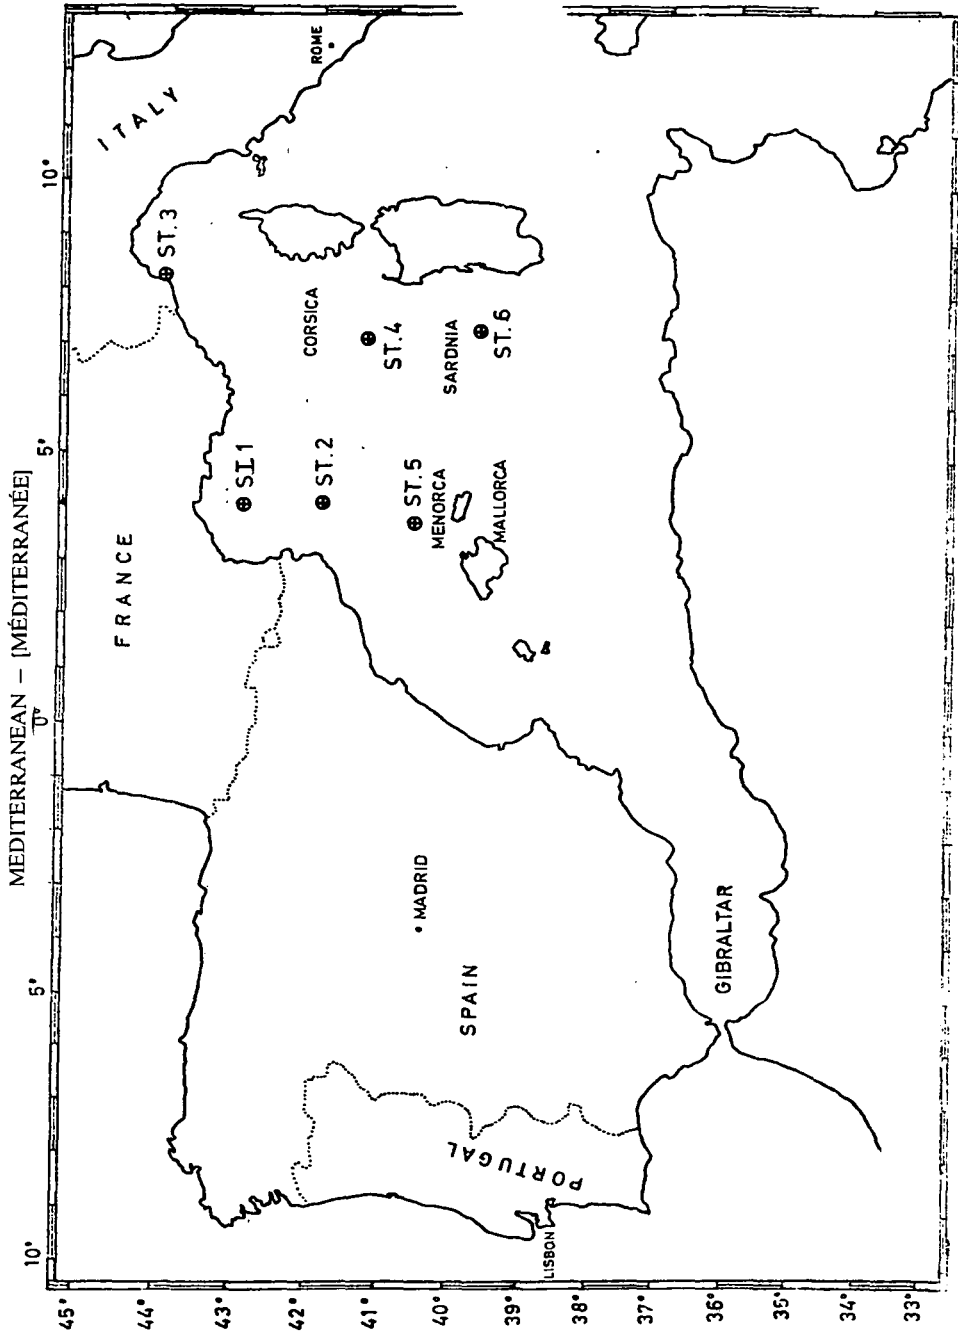 MEDITERRANEAN – [MÉDITERRANÉE]
10°
5°
0°
5°
10°
45°
44°
43°
42°
41°
40°
39°
38°
37°
36°
35°
34°
33°
FRANCE
ITALY
ROME
ST.3
ST.1
ST.2
CORSICA
ST.4
ST.5
MENORCA
MALLORCA
SARDNIA
ST.6
MADRID
SPAIN
PORTUGAL
LISBON
GIBRALTAR